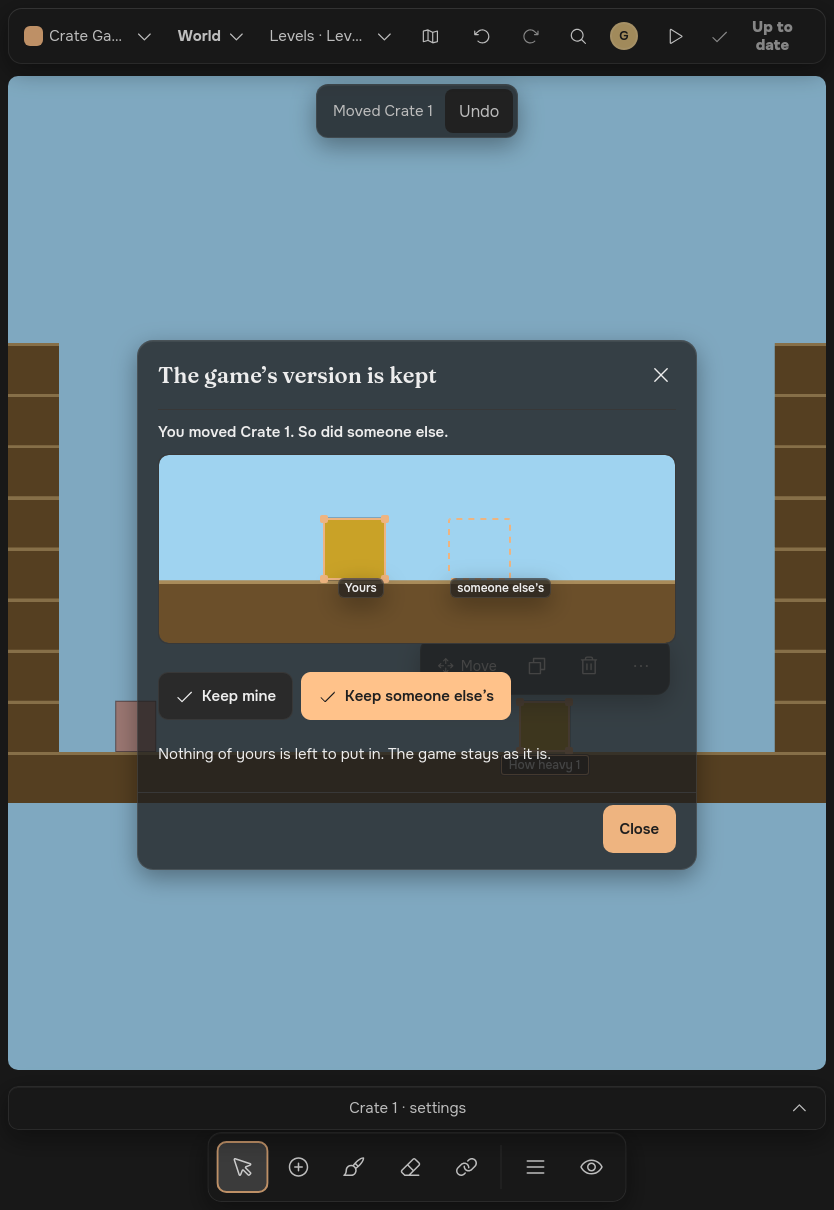 Crate Ga...
World
Levels · Lev...
G
Up to
date
Moved Crate 1
Undo
The game's version is kept
You moved Crate 1. So did someone else.
Yours
someone else's
Move
Keep mine
Keep someone else's
Nothing of yours is left to put in. The game stays as it is.
How heavy 1
Close
Crate 1 · settings